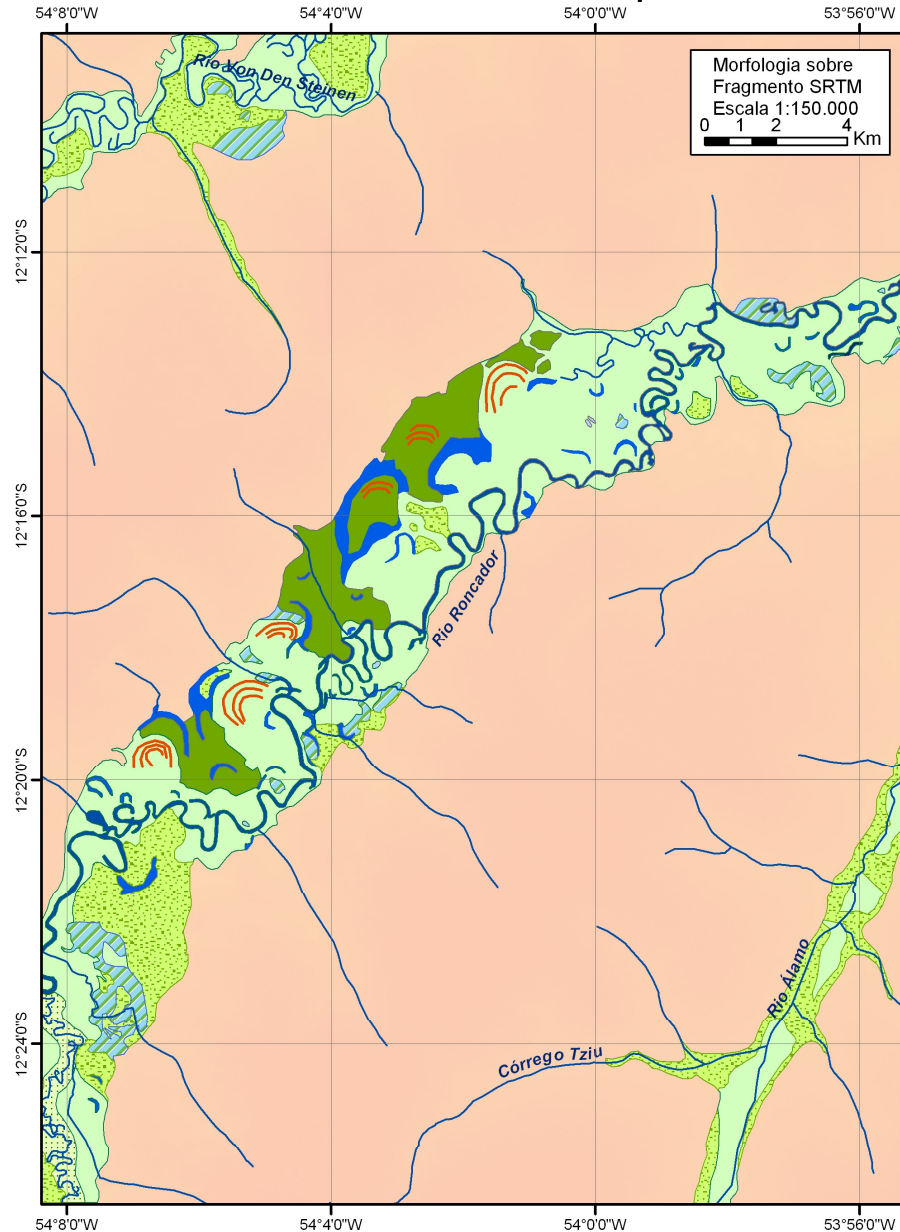 54°8'0"W 54°4'0"W 54°0'0"W 53°56'0"W
Rio Von Den Steinen
Morfologia sobre
Fragmento SRTM
Escala 1:150.000
0 1 2 4
Km
12°12'0"S
12°16'0"S
Rio Roncador
12°20'0"S
Rio Álamo
12°24'0"S
Córrego Tziu
54°8'0"W 54°4'0"W 54°0'0"W 53°56'0"W